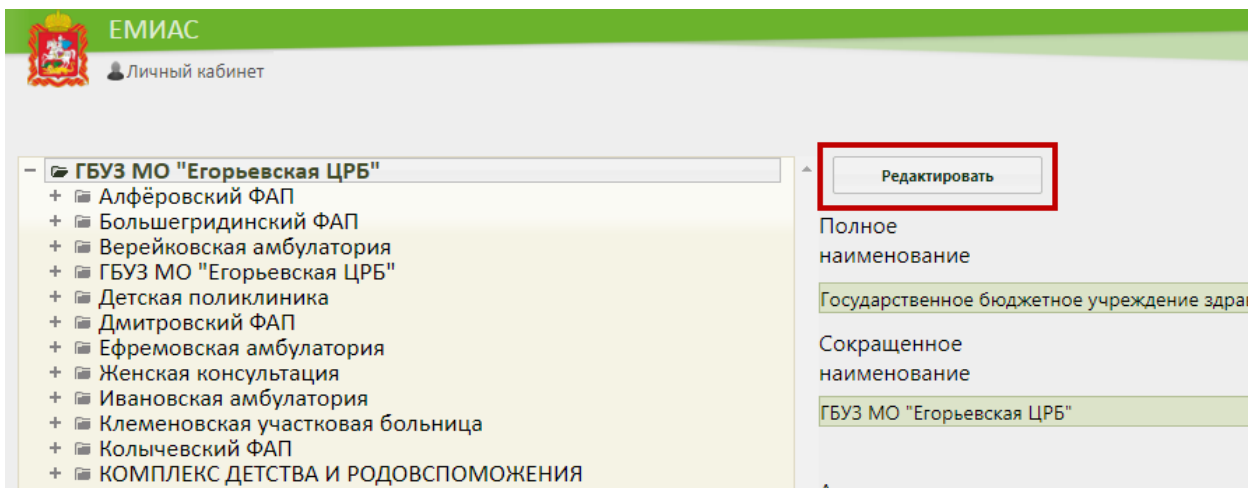 ЕМИАС
Личный кабинет
ГБУЗ МО "Егорьевская ЦРБ"
Алфёровский ФАП
Большегридинский ФАП
Верейковская амбулатория
ГБУЗ МО "Егорьевская ЦРБ"
Детская поликлиника
Дмитровский ФАП
Ефремовская амбулатория
Женская консультация
Ивановская амбулатория
Клеменовская участковая больница
Колычевский ФАП
КОМПЛЕКС ДЕТСТВА И РОДОВСПОМОЖЕНИЯ
Редактировать
Полное
наименование
Государственное бюджетное учреждение здра
Сокращенное
наименование
ГБУЗ МО "Егорьевская ЦРБ"